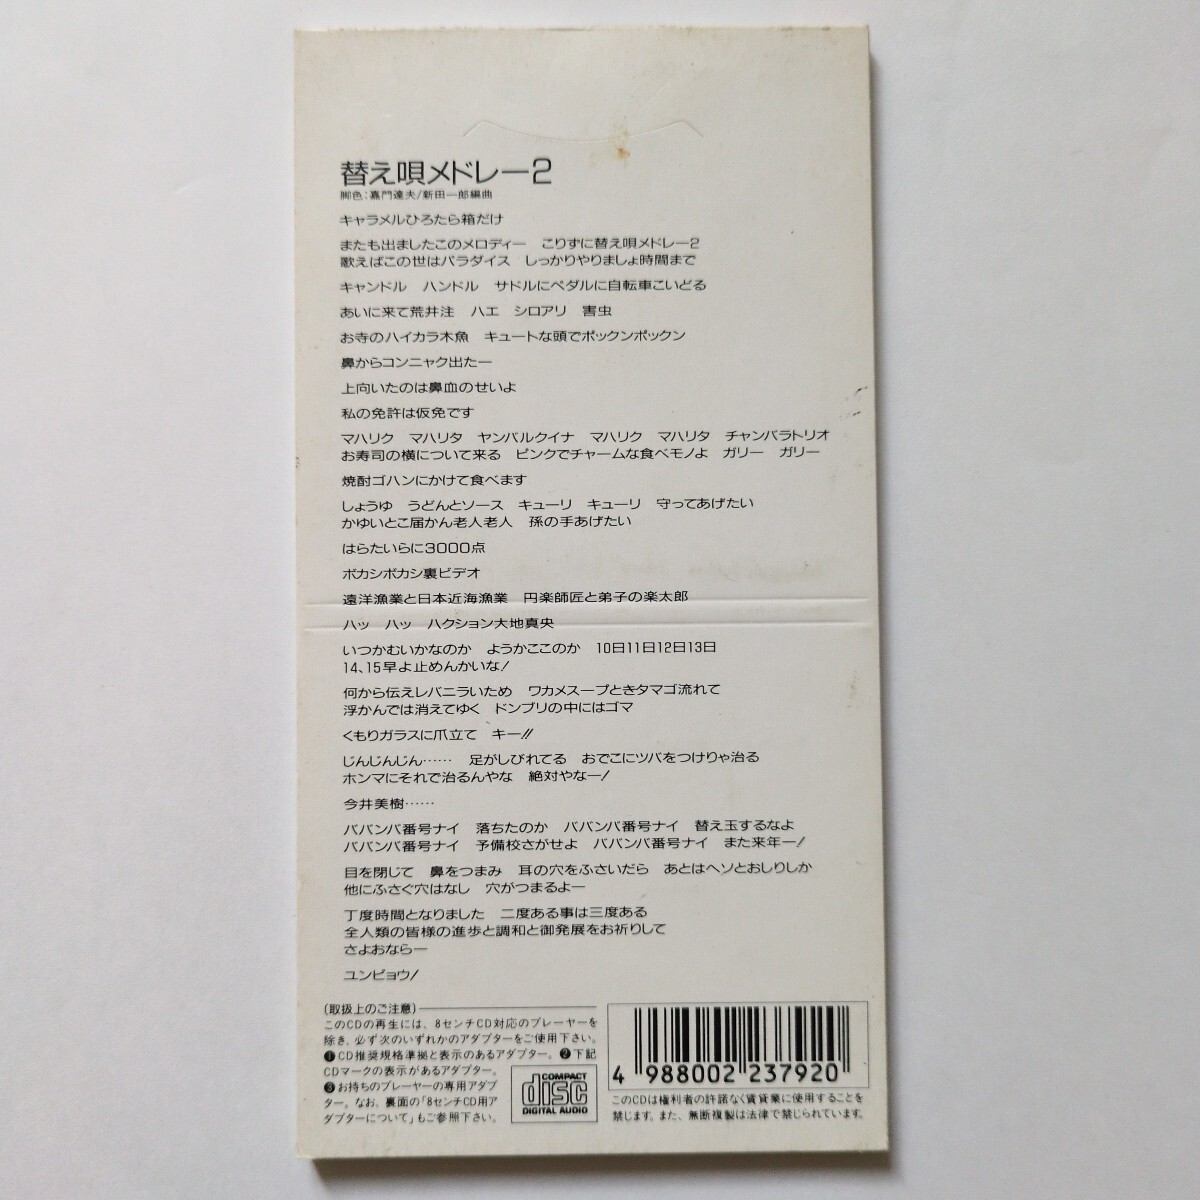 替え唄メドレー2
脚色：嘉門達夫/新田一郎編曲
キャラメルひろたら箱だけ
またも出ましたこのメロディー　こりずに替え唄メドレー2
歌えばこの世はパラダイス　しっかりやりましょ時間まで
キャンドル　ハンドル　サドルにペダルに自転車こいどる
あいに来て荒井注　ハエ　シロアリ　害虫
お寺のハイカラ木魚　キュートな頭でポックンポックン
鼻からコンニャク出たー
上向いたのは鼻血のせいよ
私の免許は仮免です
マハリク　マハリタ　ヤンバルクイナ　マハリク　マハリタ　チャンバラトリオ
お寿司の横について来る　ピンクでチャームな食べモノよ　ガリー　ガリー
焼酎ゴハンにかけて食べます
しょうゆ　うどんとソース　キューリ　キューリ　守ってあげたい
かゆいとこ届かん老人老人　孫の手あげたい
はらたいらに3000点
ボカシボカシ裏ビデオ
遠洋漁業と日本近海漁業　円楽師匠と弟子の楽太郎
ハッ　ハッ　ハクション大地真央
いつかむいかなのか　ようかここのか　10日11日12日13日
14、15早よ止めんかいな！
何から伝えレバニラいため　ワカメスープときタマゴ流れて
浮かんでは消えてゆく　ドンブリの中にはゴマ
くもりガラスに爪立て　キー!!
じんじんじん……　足がしびれてる　おでこにツバをつけりゃ治る
ホンマにそれで治るんやな　絶対やなー！
今井美樹……
ババンバ番号ナイ　落ちたのか　ババンバ番号ナイ　替え玉するなよ
ババンバ番号ナイ　予備校さがせよ　ババンバ番号ナイ　また来年ー！
目を閉じて　鼻をつまみ　耳の穴をふさいだら　あとはヘソとおしりしか
他にふさぐ穴はなし　穴がつまるよー
丁度時間となりました　二度ある事は三度ある
全人類の皆様の進歩と調和と御発展をお祈りして
さよおならー
ユンピョウ！
（取扱上のご注意）
このCDの再生には、8センチCD対応のプレーヤーを
除き、必ず次のいずれかのアダプターをご使用下さい。
❶CD推奨規格準拠と表示のあるアダプター。❷下記
CDマークの表示があるアダプター。
❸お持ちのプレーヤーの専用アダプ
ター。なお、裏面の「8センチCD用ア
ダプターについて」もご参照下さい。
COMPACT
disc
DIGITAL AUDIO
4 988002 237920
このCDは権利者の許諾なく賃貸業に使用することを
禁じます。また、無断複製は法律で禁じられています。